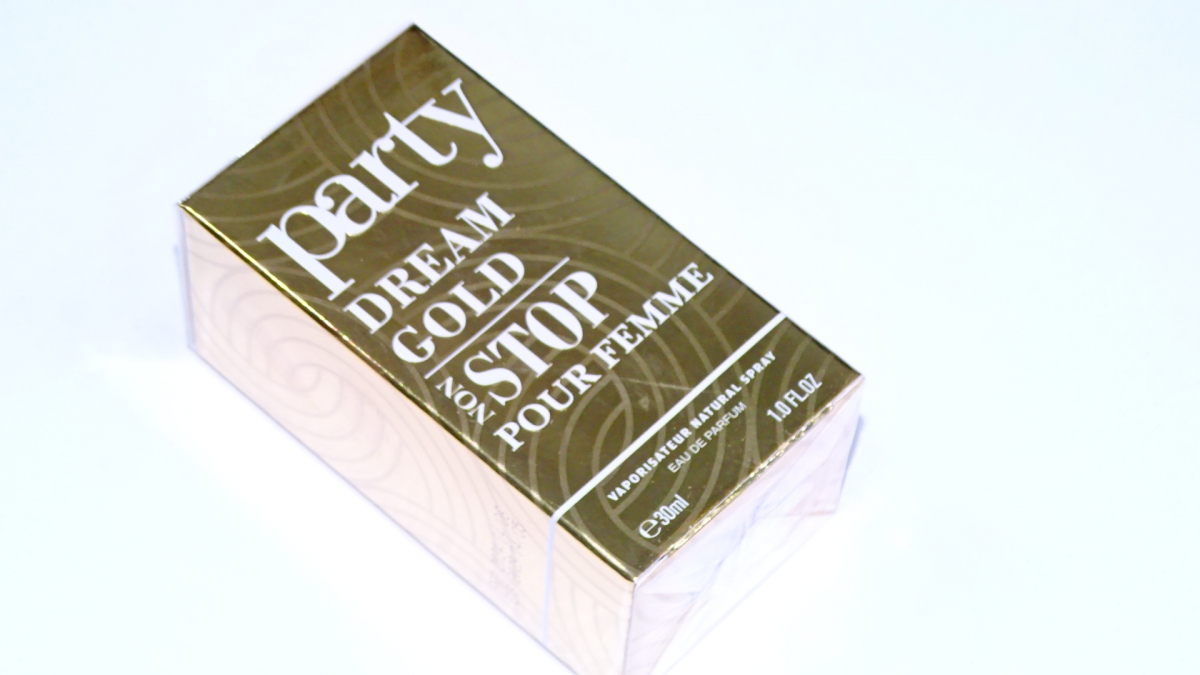 party
DREAM
GOLD
NON STOP
POUR FEMME
VAPORISATEUR NATURAL SPRAY
EAU DE PARFUM
℮30ml 1.0 FL.OZ